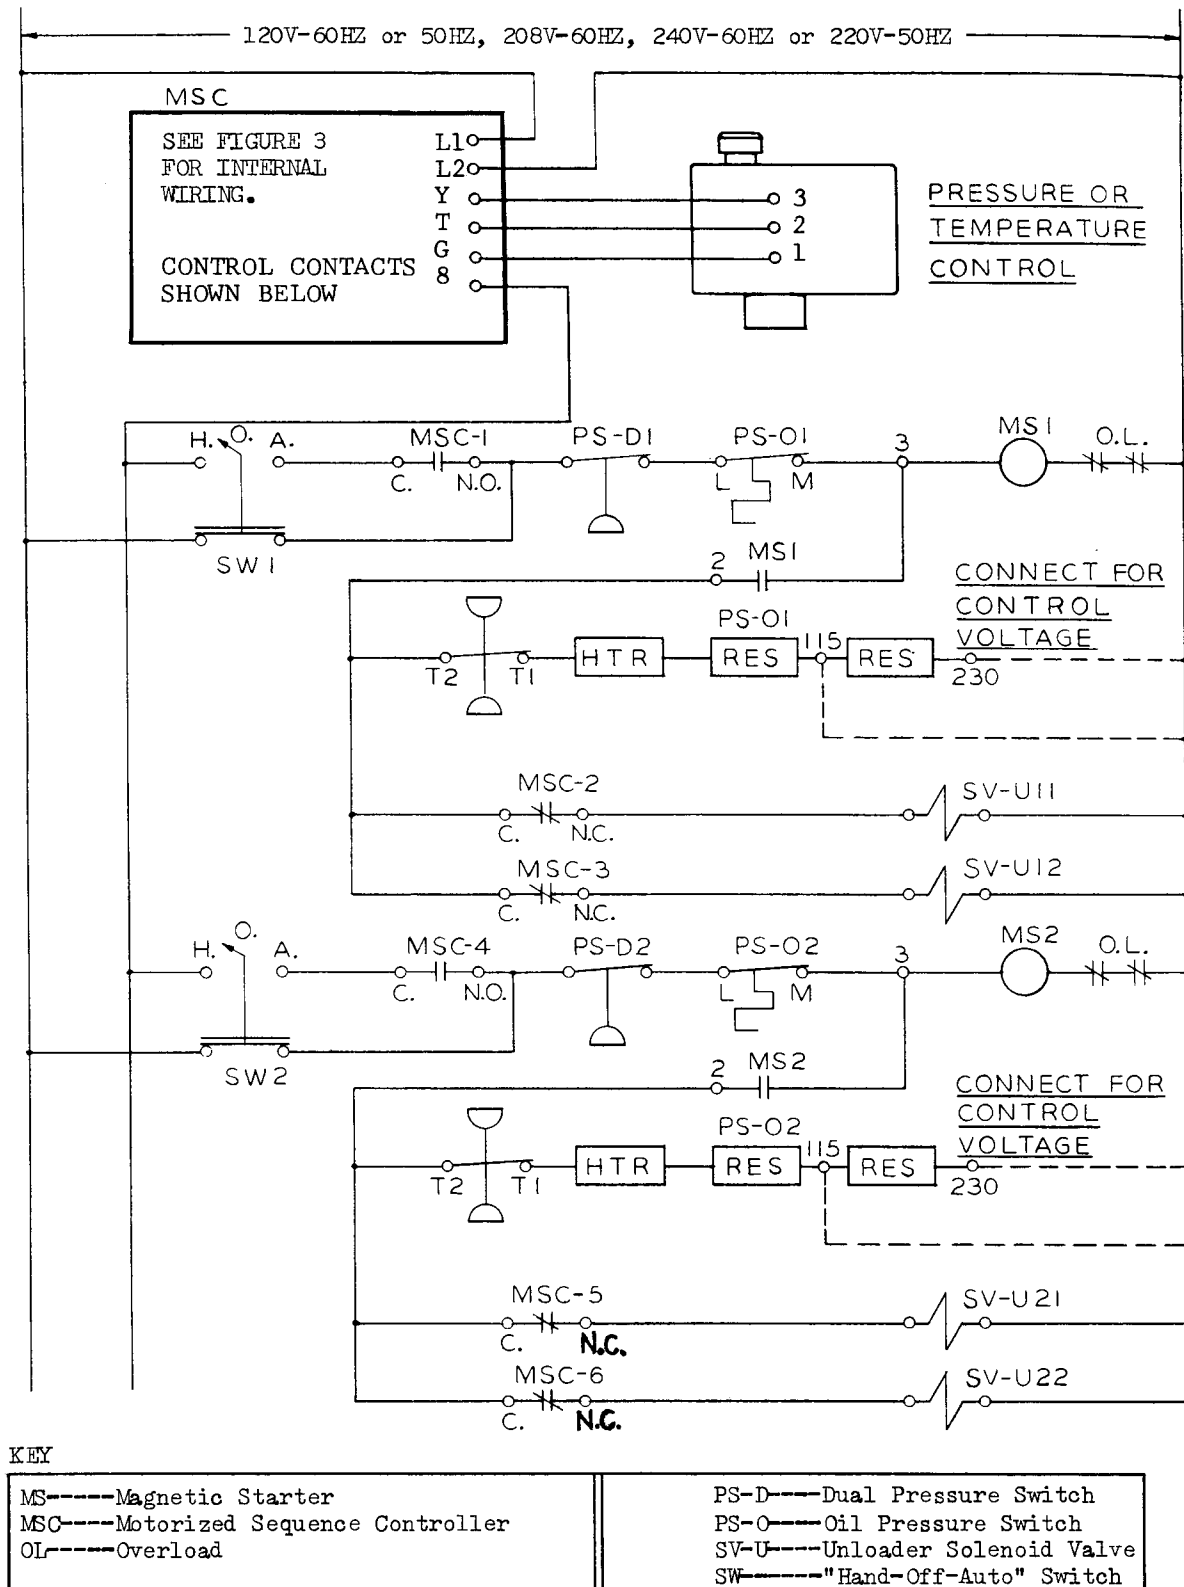 120V-60HZ or 50HZ, 208V-60HZ, 240V-60HZ or 220V-50HZ
MSC
SEE FIGURE 3
FOR INTERNAL
WIRING.
CONTROL CONTACTS
SHOWN BELOW
L1
L2
Y
T
G
8
3
2
1
PRESSURE OR
TEMPERATURE
CONTROL
H. O. A. MSC-1 PS-D1 PS-O1 3 MS1 O.L.
C. N.O. L M
SW1
2 MS1
CONNECT FOR
CONTROL
VOLTAGE
PS-O1
T2 T1 HTR RES 115 RES 230
MSC-2 SV-U11
C. N.C.
MSC-3 SV-U12
C. N.C.
H. O. A. MSC-4 PS-D2 PS-O2 3 MS2 O.L.
C. N.O. L M
SW2
2 MS2
CONNECT FOR
CONTROL
VOLTAGE
PS-O2
T2 T1 HTR RES 115 RES 230
MSC-5 SV-U21
C. N.C.
MSC-6 SV-U22
C. N.C.
KEY
MS-----Magnetic Starter
MSC----Motorized Sequence Controller
OL-----Overload
PS-D----Dual Pressure Switch
PS-O----Oil Pressure Switch
SV-U----Unloader Solenoid Valve
SW------"Hand-Off-Auto" Switch